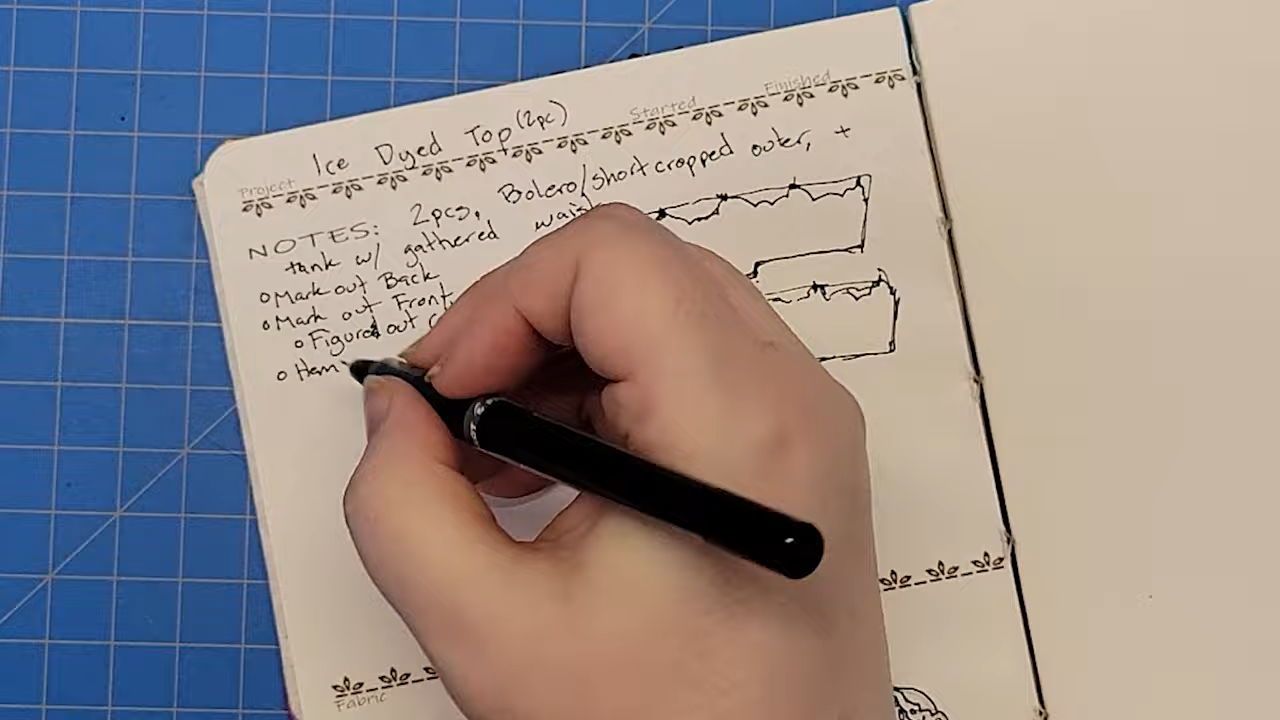 Project Ice Dyed Top (2pc) Started Finished
NOTES: 2pcs, Bolero/short cropped outer, +
tank w/ gathered
o Mark out Back
o Mark out Front
o Figure out
o Hem
Fabric